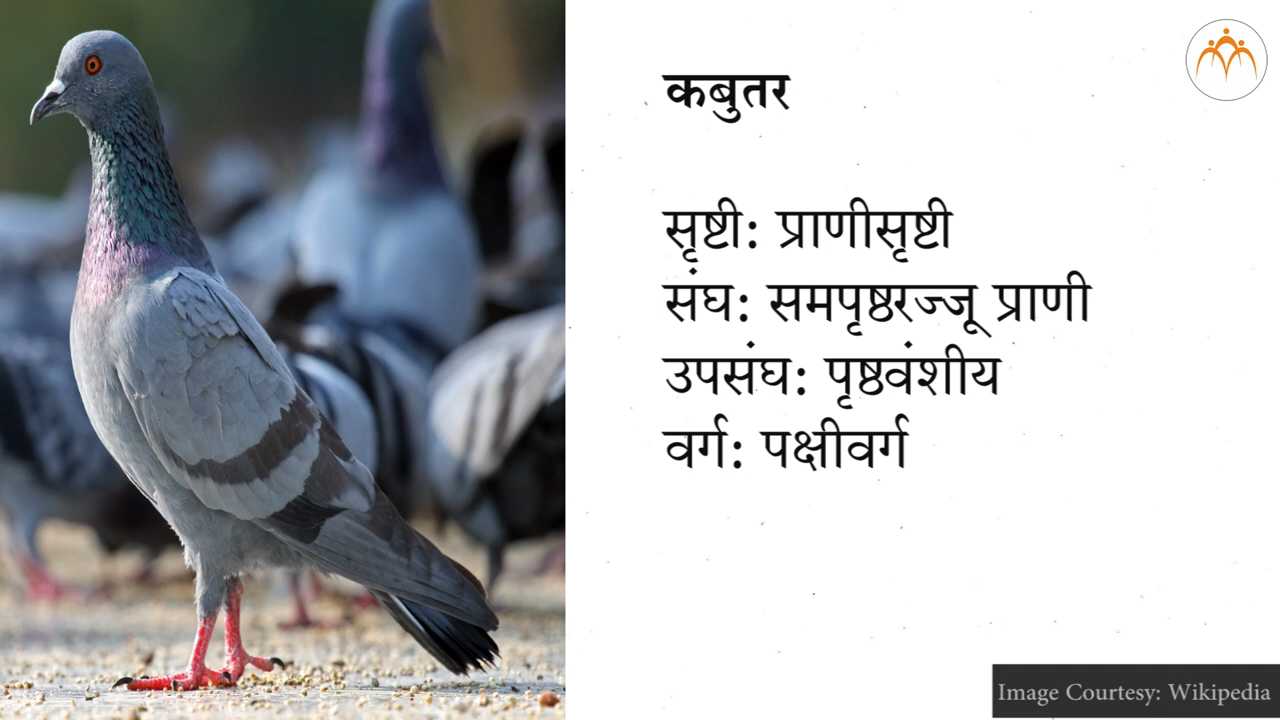 कबुतर
सृष्टी: प्राणीसृष्टी
संघ: समपृष्ठरज्जू प्राणी
उपसंघ: पृष्ठवंशीय
वर्ग: पक्षीवर्ग
Image Courtesy: Wikipedia